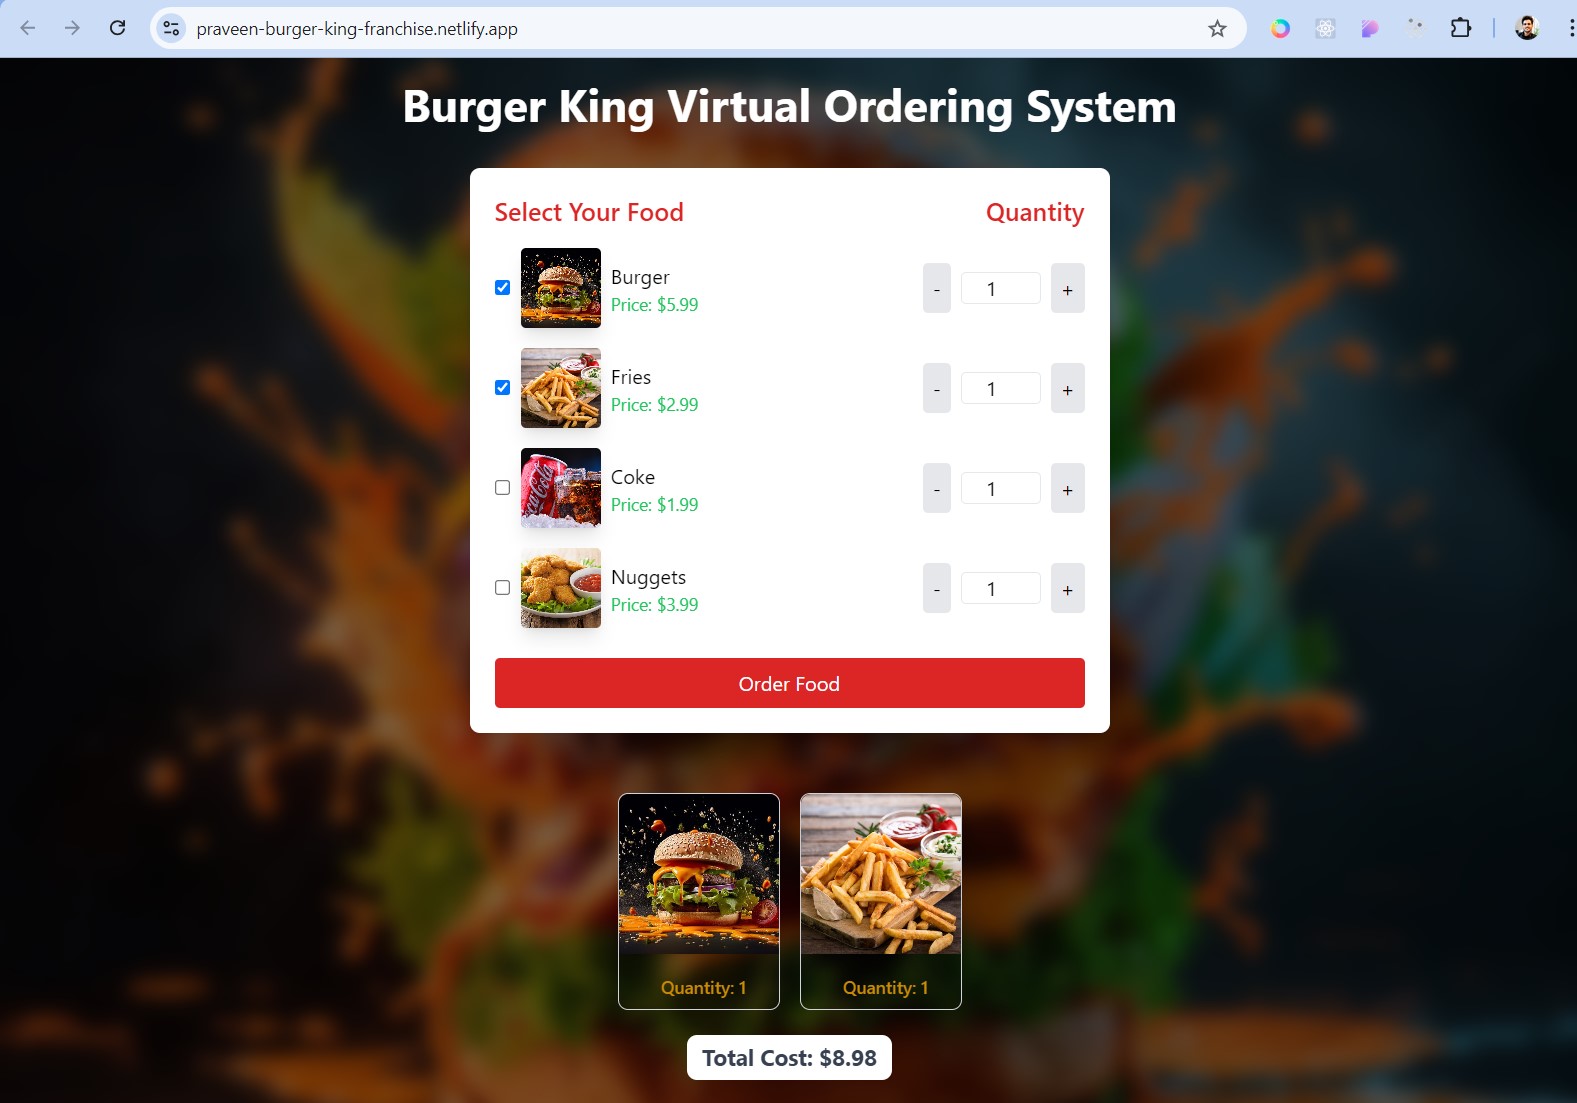 praveen-burger-king-franchise.netlify.app
Burger King Virtual Ordering System
Select Your Food Quantity
Burger
Price: $5.99
- 1 +
Fries
Price: $2.99
- 1 +
Coke
Price: $1.99
- 1 +
Nuggets
Price: $3.99
- 1 +
Order Food
Quantity: 1 Quantity: 1
Total Cost: $8.98